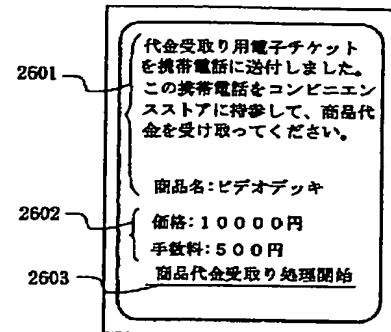 代金受取り用電子チケット
を携帯電話に送付しました。
2601
この携帯電話をコンビニエン
スストアに持参して、商品代
金を受け取ってください。
商品名:ビデオデッキ
2602
価格:10000円
手数料:500円
2603
商品代金受取り処理開始